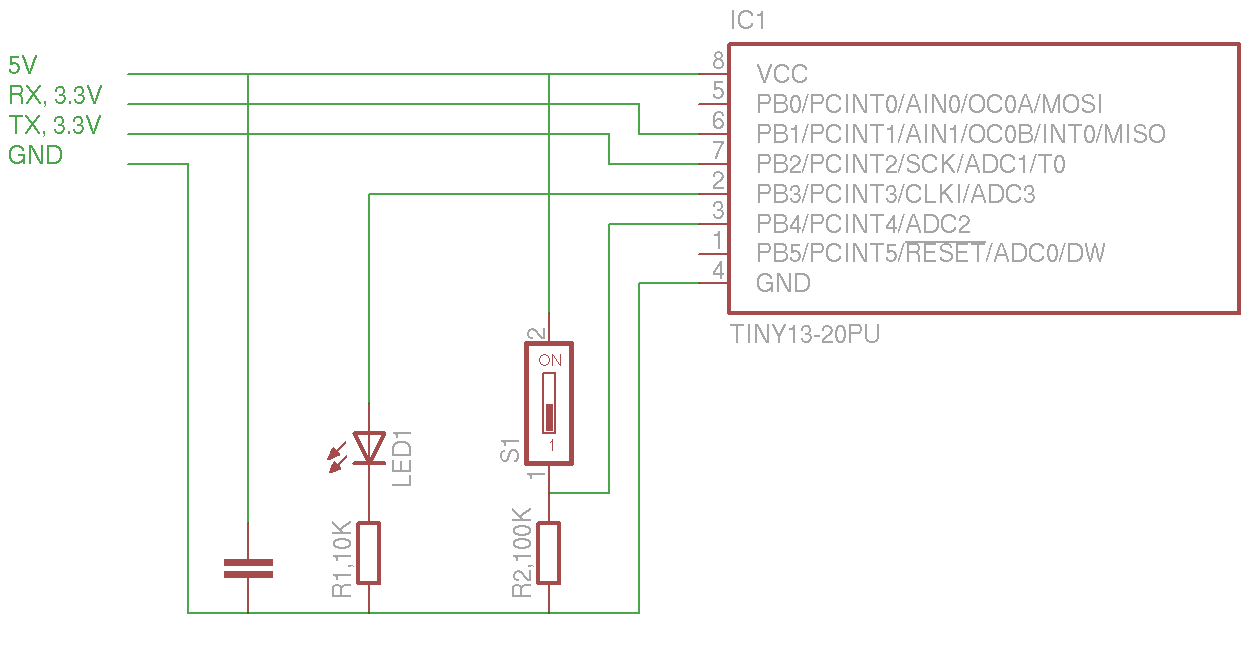 IC1
5V
RX, 3.3V
TX, 3.3V
GND
8
VCC
5
PB0/PCINT0/AIN0/OC0A/MOSI
6
PB1/PCINT1/AIN1/OC0B/INT0/MISO
7
PB2/PCINT2/SCK/ADC1/T0
2
PB3/PCINT3/CLKI/ADC3
3
PB4/PCINT4/ADC2
1
PB5/PCINT5/RESET/ADC0/DW
4
GND
TINY13-20PU
2
ON
1
S1
1
LED1
R1,10K
R2,100K